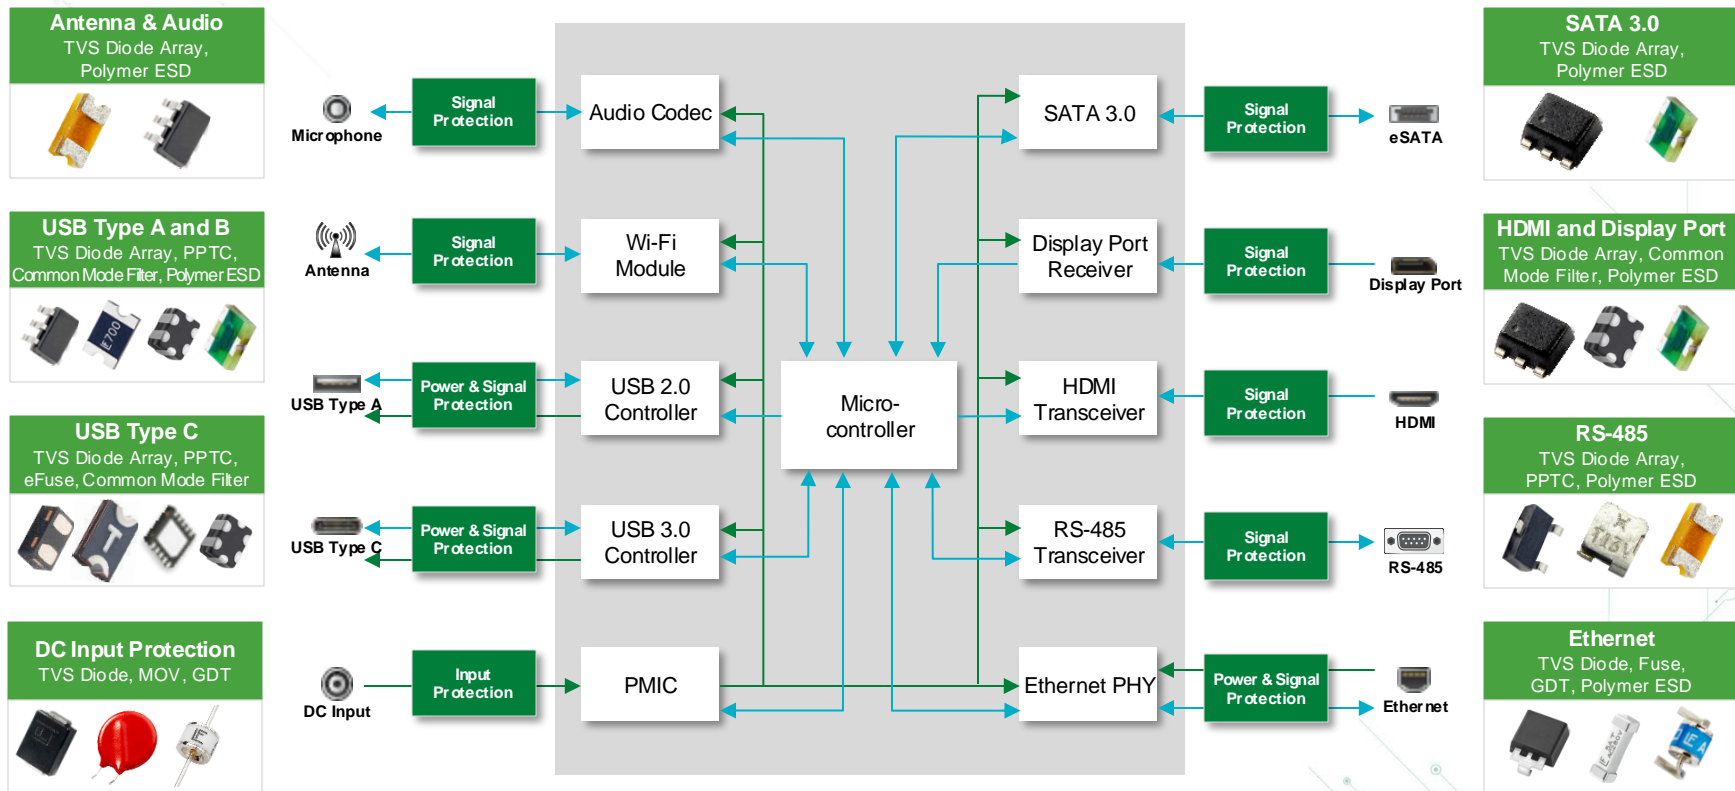 Antenna & Audio
TVS Diode Array,
Polymer ESD
USB Type A and B
TVS Diode Array, PPTC,
Common Mode Filter, Polymer ESD
USB Type C
TVS Diode Array, PPTC,
eFuse, Common Mode Filter
DC Input Protection
TVS Diode, MOV, GDT
Microphone
Signal
Protection
Audio Codec
Antenna
Signal
Protection
Wi-Fi
Module
USB Type A
Power & Signal
Protection
USB 2.0
Controller
USB Type C
Power & Signal
Protection
USB 3.0
Controller
DC Input
Input
Protection
PMIC
Micro-
controller
SATA 3.0
Signal
Protection
eSATA
Display Port
Receiver
Signal
Protection
Display Port
HDMI
Transceiver
Signal
Protection
HDMI
RS-485
Transceiver
Signal
Protection
RS-485
Ethernet PHY
Power & Signal
Protection
Ethernet
SATA 3.0
TVS Diode Array,
Polymer ESD
HDMI and Display Port
TVS Diode Array, Common
Mode Filter, Polymer ESD
RS-485
TVS Diode Array,
PPTC, Polymer ESD
Ethernet
TVS Diode, Fuse,
GDT, Polymer ESD